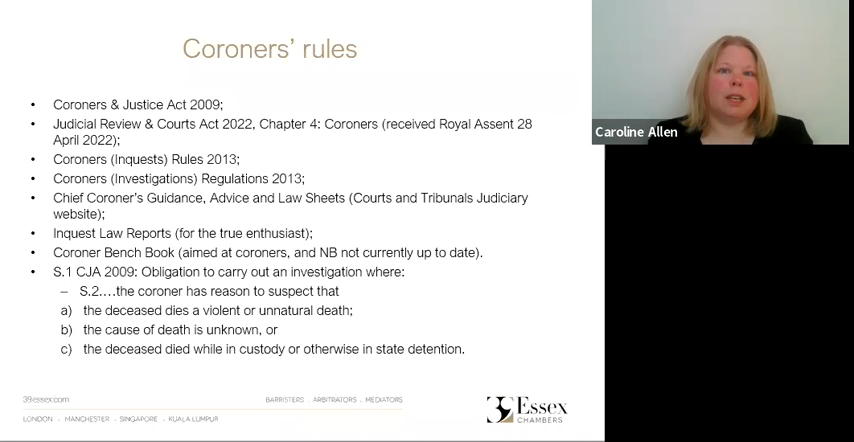 Coroners' rules
• Coroners & Justice Act 2009;
• Judicial Review & Courts Act 2022, Chapter 4: Coroners (received Royal Assent 28
April 2022);
• Coroners (Inquests) Rules 2013;
• Coroners (Investigations) Regulations 2013;
• Chief Coroner's Guidance, Advice and Law Sheets (Courts and Tribunals Judiciary
website);
• Inquest Law Reports (for the true enthusiast);
• Coroner Bench Book (aimed at coroners, and NB not currently up to date).
• S.1 CJA 2009: Obligation to carry out an investigation where:
– S.2....the coroner has reason to suspect that
a) the deceased dies a violent or unnatural death;
b) the cause of death is unknown, or
c) the deceased died while in custody or otherwise in state detention.
39essex.com
BARRISTERS . ARBITRATORS . MEDIATORS
LONDON . MANCHESTER . SINGAPORE . KUALA LUMPUR
39 Essex
CHAMBERS
Caroline Allen